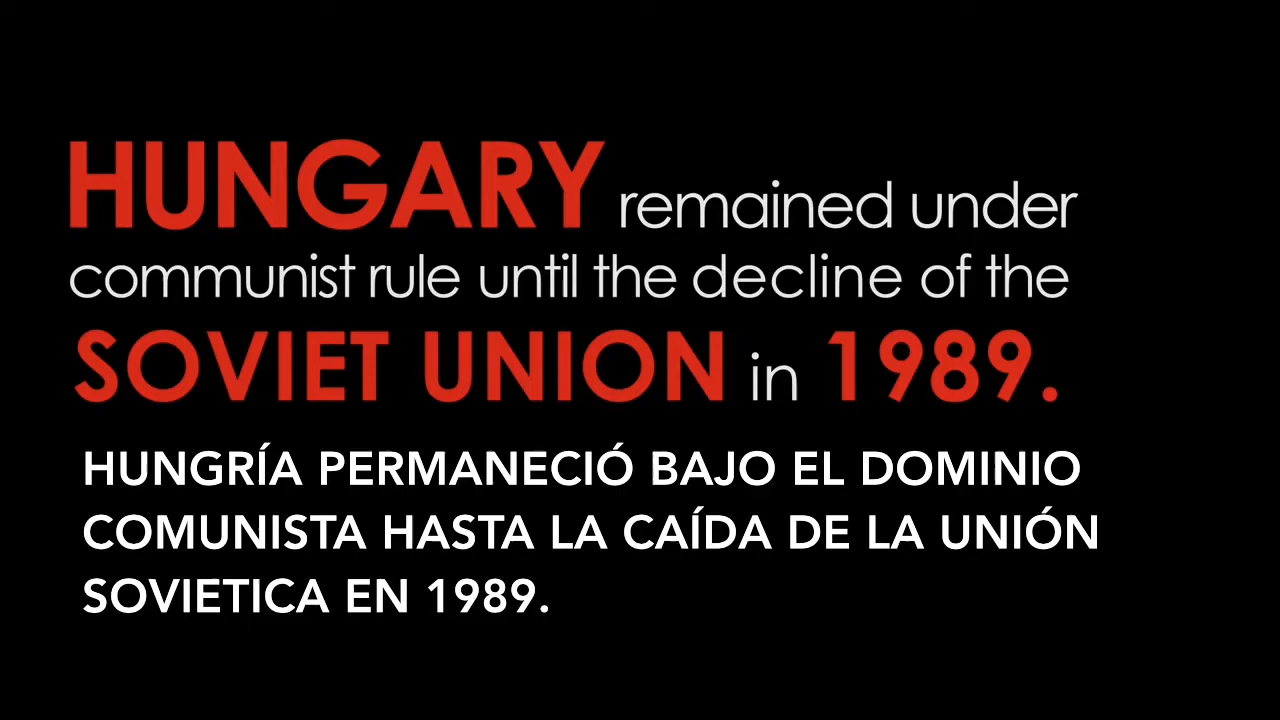 HUNGARY remained under
communist rule until the decline of the
SOVIET UNION in 1989.
HUNGRÍA PERMANECIÓ BAJO EL DOMINIO
COMUNISTA HASTA LA CAÍDA DE LA UNIÓN
SOVIETICA EN 1989.